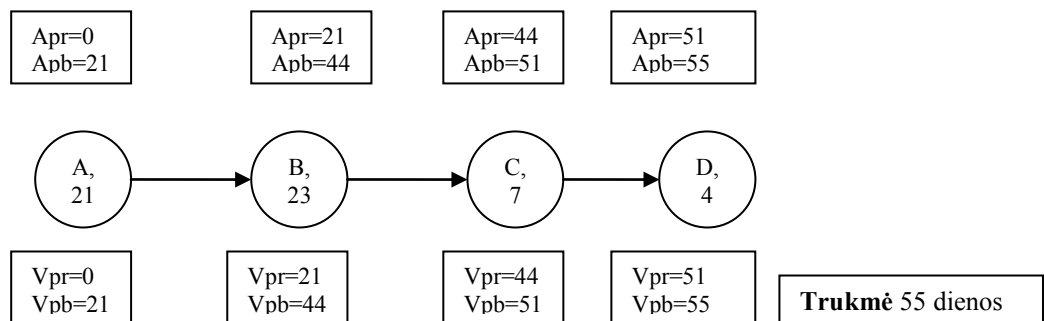 Apr=0
Apb=21
Apr=21
Apb=44
Apr=44
Apb=51
Apr=51
Apb=55
A,
21
B,
23
C,
7
D,
4
Vpr=0
Vpb=21
Vpr=21
Vpb=44
Vpr=44
Vpb=51
Vpr=51
Vpb=55
Trukmė 55 dienos